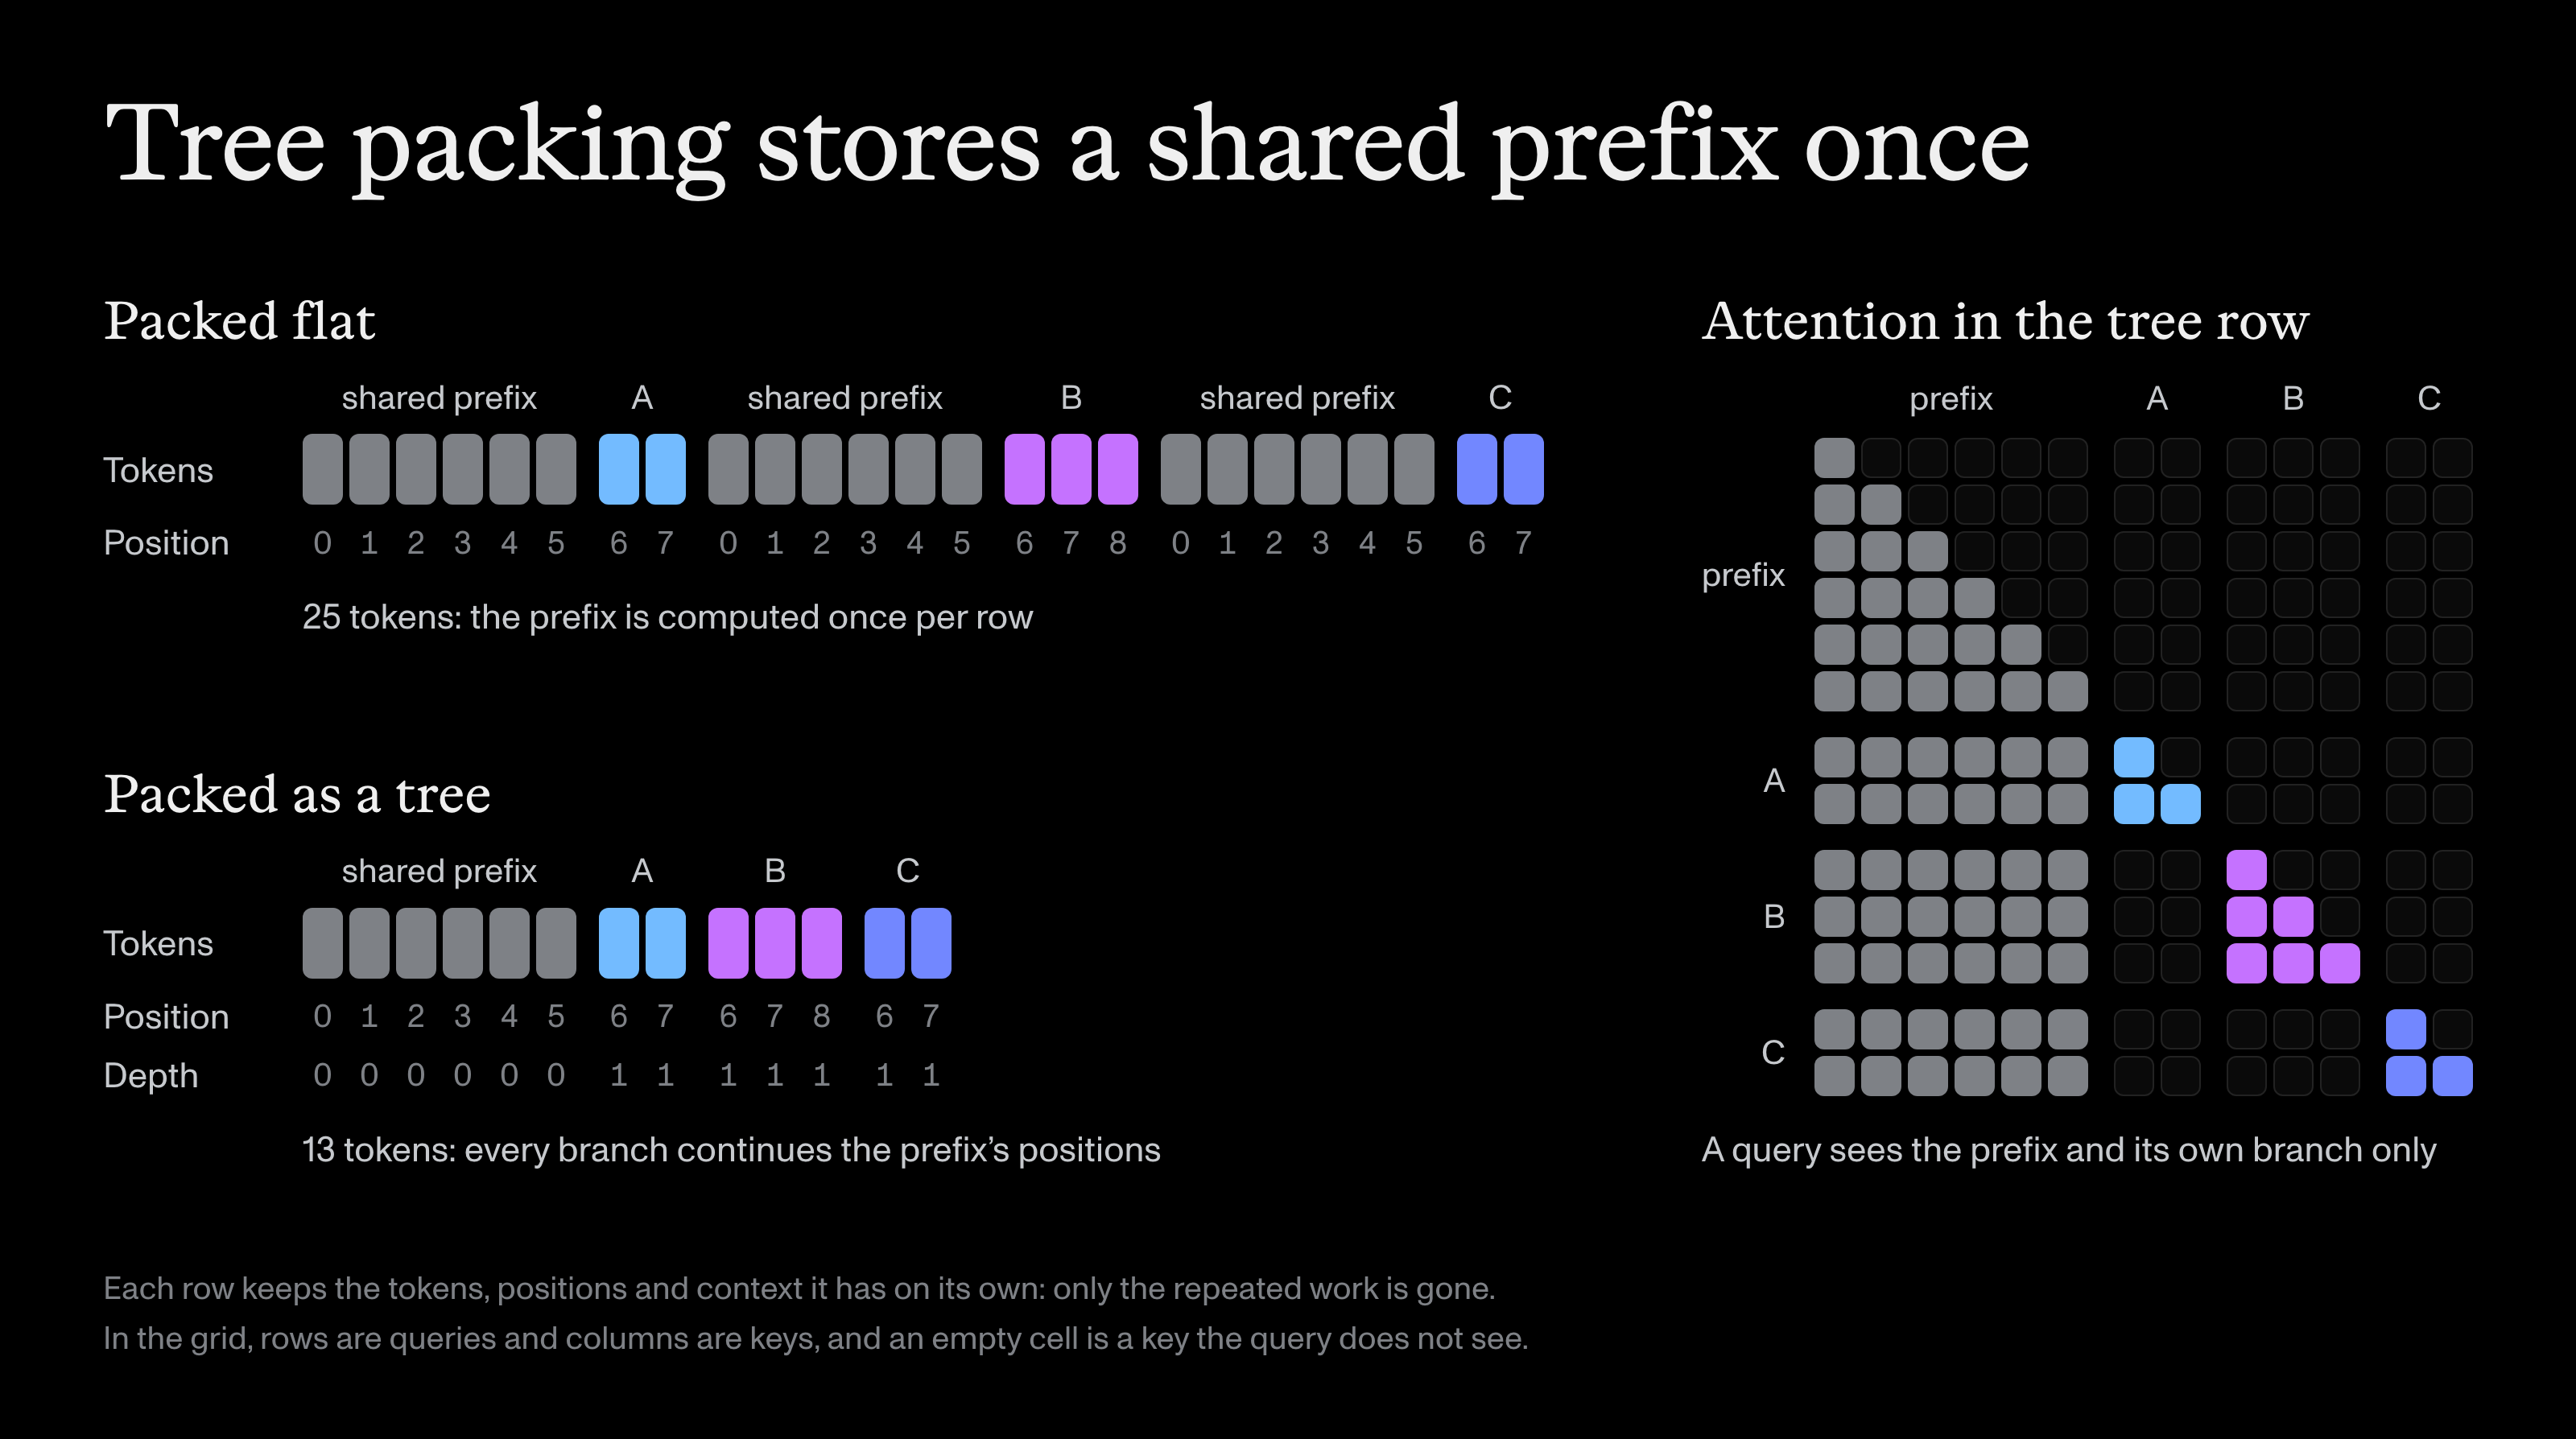 Tree packing stores a shared prefix once
Packed flat
shared prefix A shared prefix B shared prefix C
Tokens
Position 0 1 2 3 4 5 6 7 0 1 2 3 4 5 6 7 8 0 1 2 3 4 5 6 7
25 tokens: the prefix is computed once per row
Packed as a tree
shared prefix A B C
Tokens
Position 0 1 2 3 4 5 6 7 6 7 8 6 7
Depth 0 0 0 0 0 0 1 1 1 1 1 1 1
13 tokens: every branch continues the prefix’s positions
Attention in the tree row
prefix A B C
prefix
A
B
C
A query sees the prefix and its own branch only
Each row keeps the tokens, positions and context it has on its own: only the repeated work is gone.
In the grid, rows are queries and columns are keys, and an empty cell is a key the query does not see.